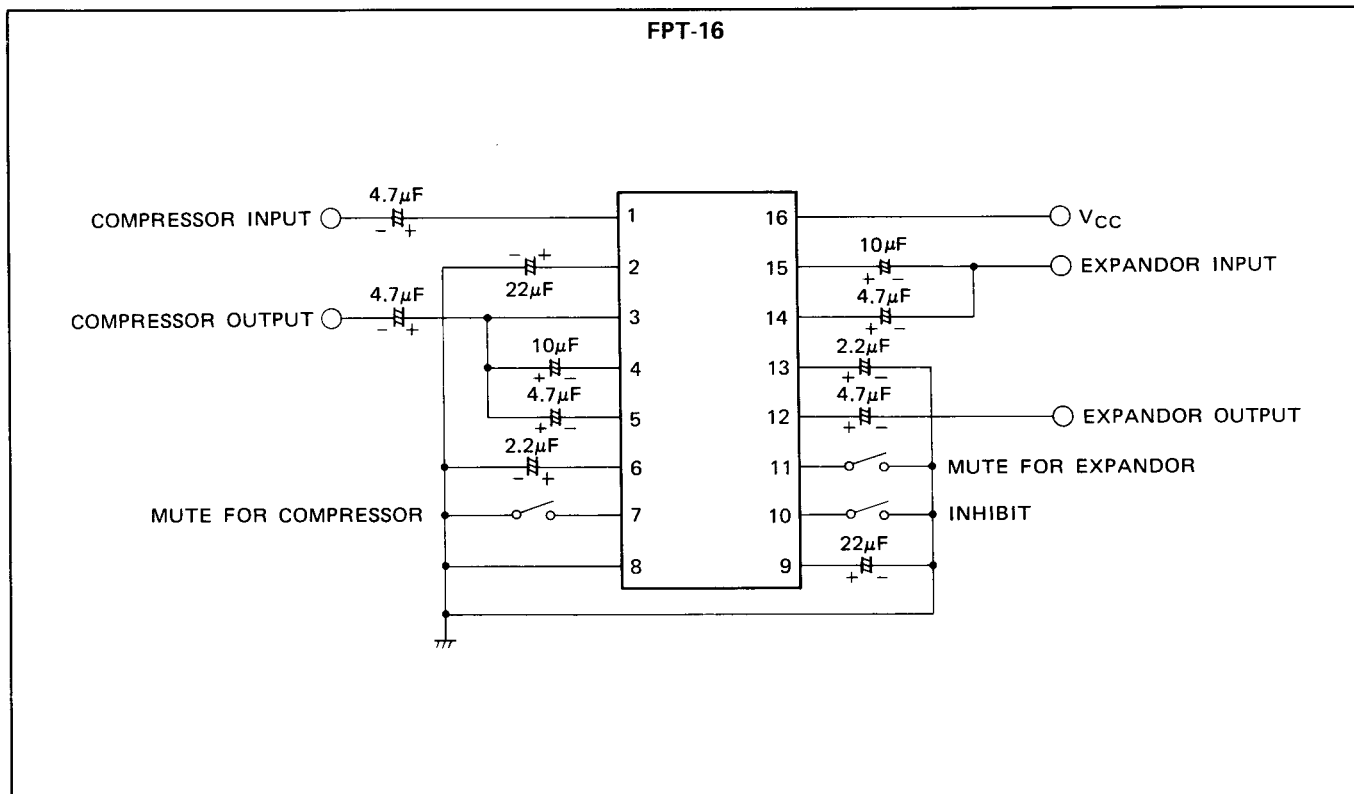 FPT-16
4.7μF
COMPRESSOR INPUT
- +
1
16
VCC
- +
22μF
2
10μF
15
+ -
EXPANDOR INPUT
4.7μF
COMPRESSOR OUTPUT
- +
3
4.7μF
14
+ -
10μF
4
+ -
2.2μF
13
+ -
4.7μF
5
+ -
4.7μF
12
+ -
EXPANDOR OUTPUT
2.2μF
6
- +
11
MUTE FOR EXPANDOR
MUTE FOR COMPRESSOR
7
10
INHIBIT
8
22μF
9
+ -